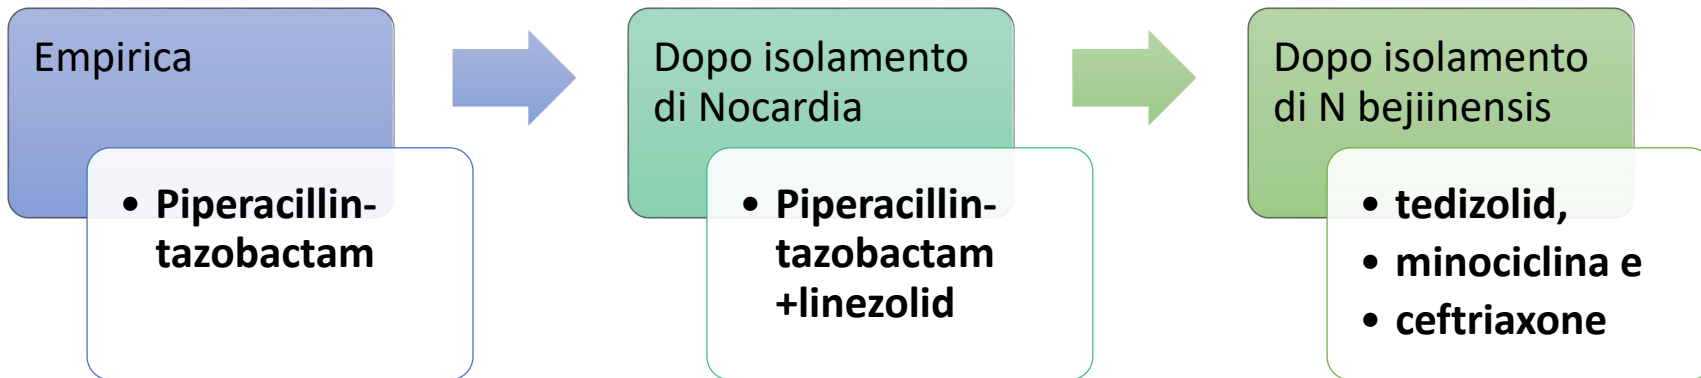 Empirica
• Piperacillin-
tazobactam
Dopo isolamento
di Nocardia
• Piperacillin-
tazobactam
+linezolid
Dopo isolamento
di N bejiinensis
• tedizolid,
• minociclina e
• ceftriaxone